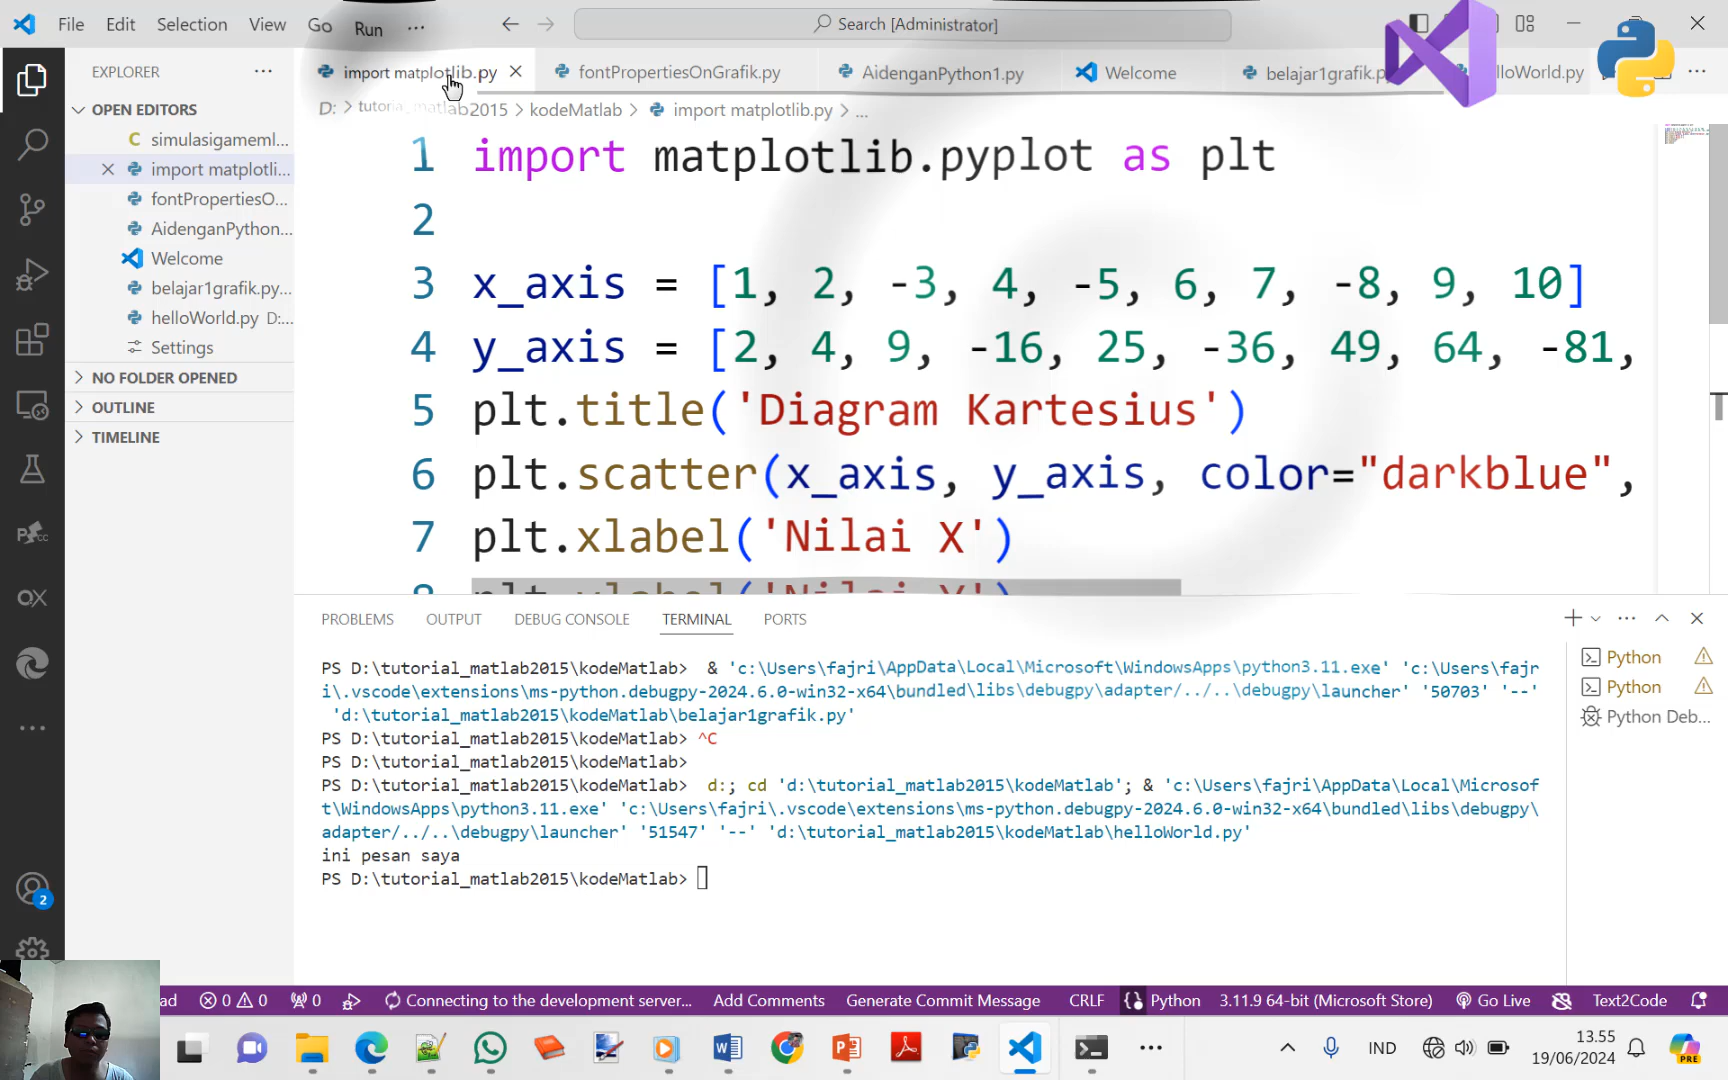 File Edit Selection View Go Run ... Search [Administrator]
EXPLORER ...
import matplotlib.py fontPropertiesOnGrafik.py AidenganPython1.py Welcome belajar1grafik.p lloWorld.py ...
OPEN EDITORS
D: > tutorial_matlab2015 > kodeMatlab > import matplotlib.py > ...
simulasigameml...
import matplotli...
fontPropertiesO...
AidenganPython...
Welcome
belajar1grafik.py...
helloWorld.py D:...
Settings
NO FOLDER OPENED
OUTLINE
TIMELINE
1 import matplotlib.pyplot as plt
2
3 x_axis = [1, 2, -3, 4, -5, 6, 7, -8, 9, 10]
4 y_axis = [2, 4, 9, -16, 25, -36, 49, 64, -81,
5 plt.title('Diagram Kartesius')
6 plt.scatter(x_axis, y_axis, color="darkblue",
7 plt.xlabel('Nilai X')
8 plt.ylabel('Nilai Y')
PROBLEMS OUTPUT DEBUG CONSOLE TERMINAL PORTS
PS D:\tutorial_matlab2015\kodeMatlab> & 'c:\Users\fajri\AppData\Local\Microsoft\WindowsApps\python3.11.exe' 'c:\Users\fajr
i\.vscode\extensions\ms-python.debugpy-2024.6.0-win32-x64\bundled\libs\debugpy\adapter/../..\debugpy\launcher' '50703' '--'
'd:\tutorial_matlab2015\kodeMatlab\belajar1grafik.py'
PS D:\tutorial_matlab2015\kodeMatlab> ^C
PS D:\tutorial_matlab2015\kodeMatlab>
PS D:\tutorial_matlab2015\kodeMatlab> d:; cd 'd:\tutorial_matlab2015\kodeMatlab'; & 'c:\Users\fajri\AppData\Local\Microsof
t\WindowsApps\python3.11.exe' 'c:\Users\fajri\.vscode\extensions\ms-python.debugpy-2024.6.0-win32-x64\bundled\libs\debugpy\
adapter/../..\debugpy\launcher' '51547' '--' 'd:\tutorial_matlab2015\kodeMatlab\helloWorld.py'
ini pesan saya
PS D:\tutorial_matlab2015\kodeMatlab>
Python
Python
Python Deb...
2
ad 0 0 0 Connecting to the development server... Add Comments Generate Commit Message CRLF Python 3.11.9 64-bit (Microsoft Store) Go Live Text2Code
IND 13.55
19/06/2024
PRE